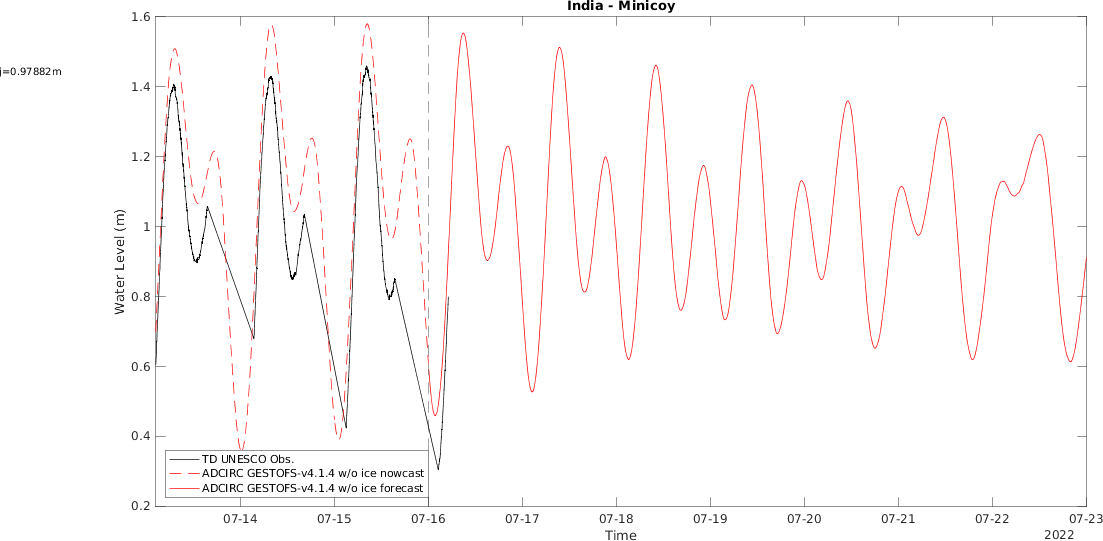 India - Minicoy
j=0.97882m
1.6
1.4
1.2
1
0.8
0.6
0.4
0.2
Water Level (m)
TD UNESCO Obs.
ADCIRC GESTOFS-v4.1.4 w/o ice nowcast
ADCIRC GESTOFS-v4.1.4 w/o ice forecast
07-14 07-15 07-16 07-17 07-18 07-19 07-20 07-21 07-22 07-23
Time
2022